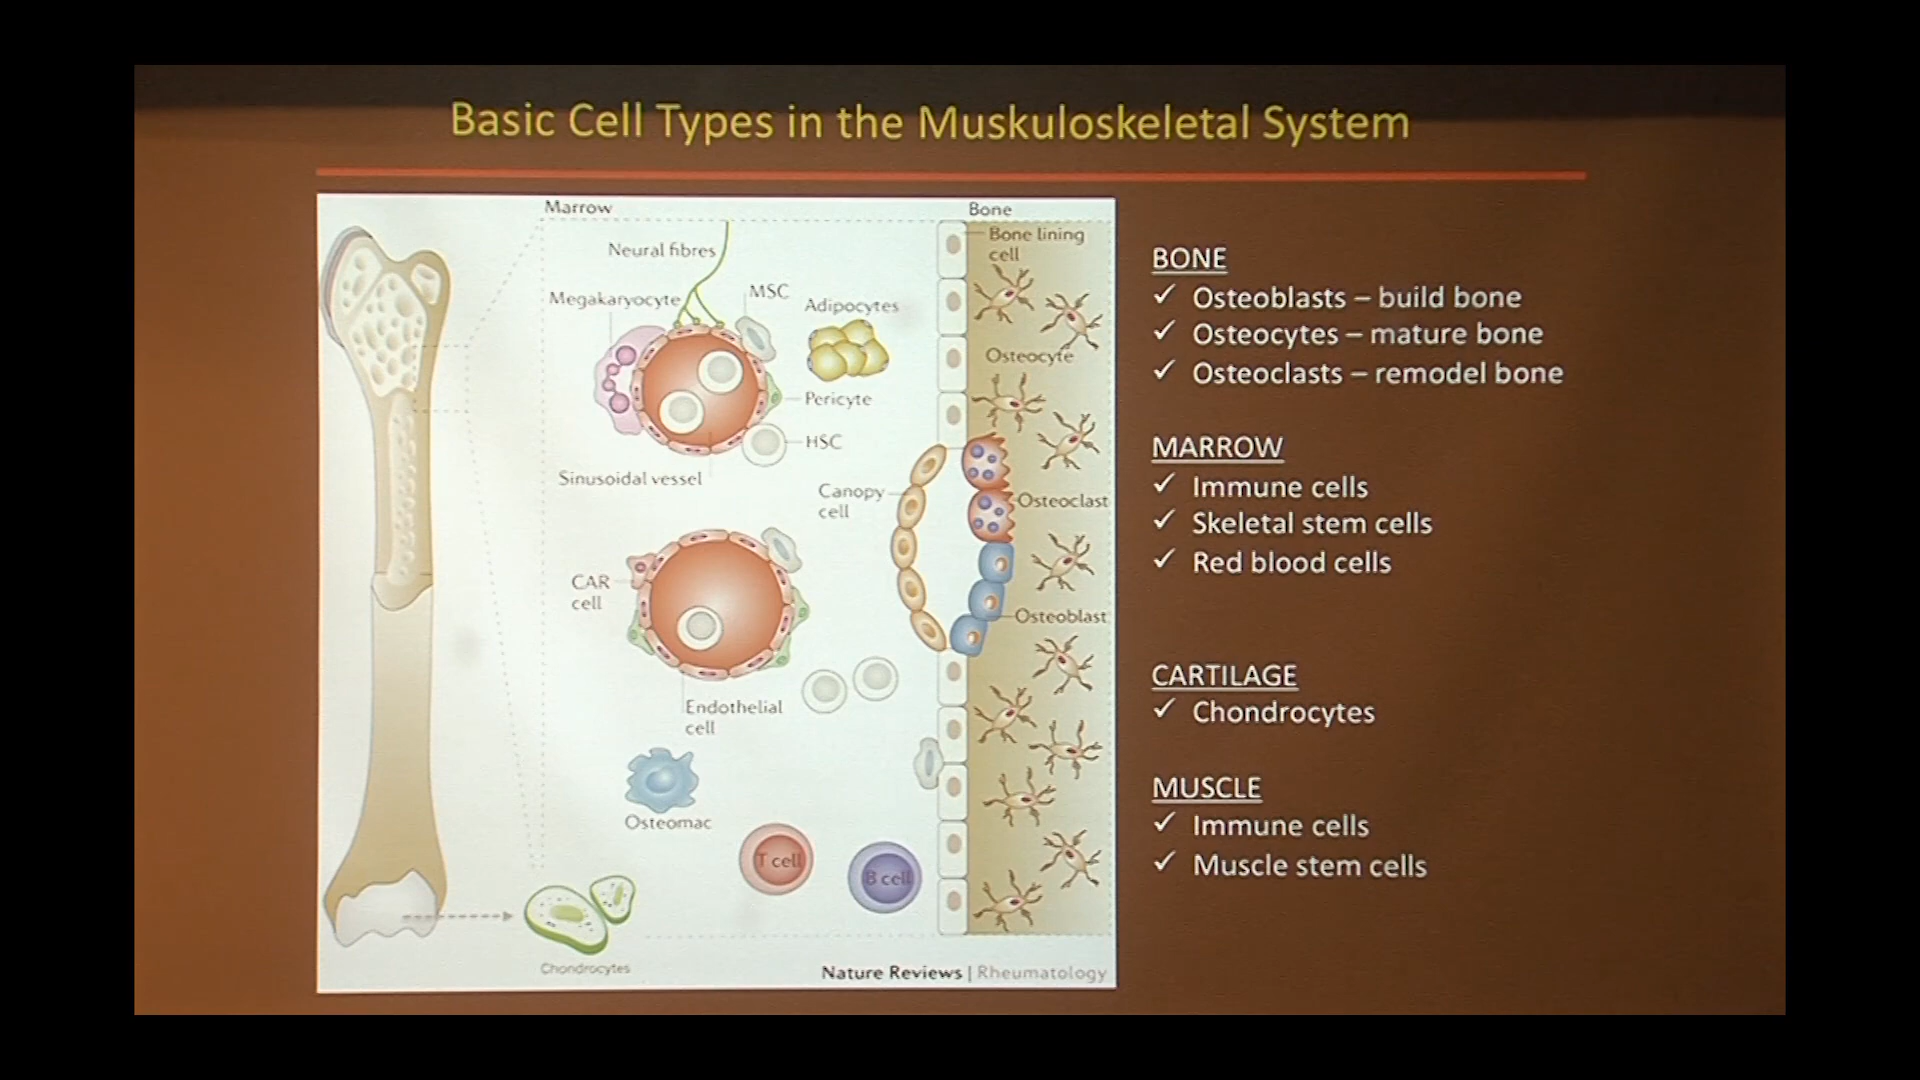 Basic Cell Types in the Muskuloskeletal System
Marrow
Bone
Neural fibres
Bone lining
cell
Megakaryocyte
MSC
Adipocytes
Osteocyte
Pericyte
HSC
Sinusoidal vessel
Canopy
cell
Osteoclast
CAR
cell
Osteoblast
Endothelial
cell
Osteomac
T cell
B cell
Chondrocytes
Nature Reviews | Rheumatology
BONE
✓ Osteoblasts – build bone
✓ Osteocytes – mature bone
✓ Osteoclasts – remodel bone
MARROW
✓ Immune cells
✓ Skeletal stem cells
✓ Red blood cells
CARTILAGE
✓ Chondrocytes
MUSCLE
✓ Immune cells
✓ Muscle stem cells